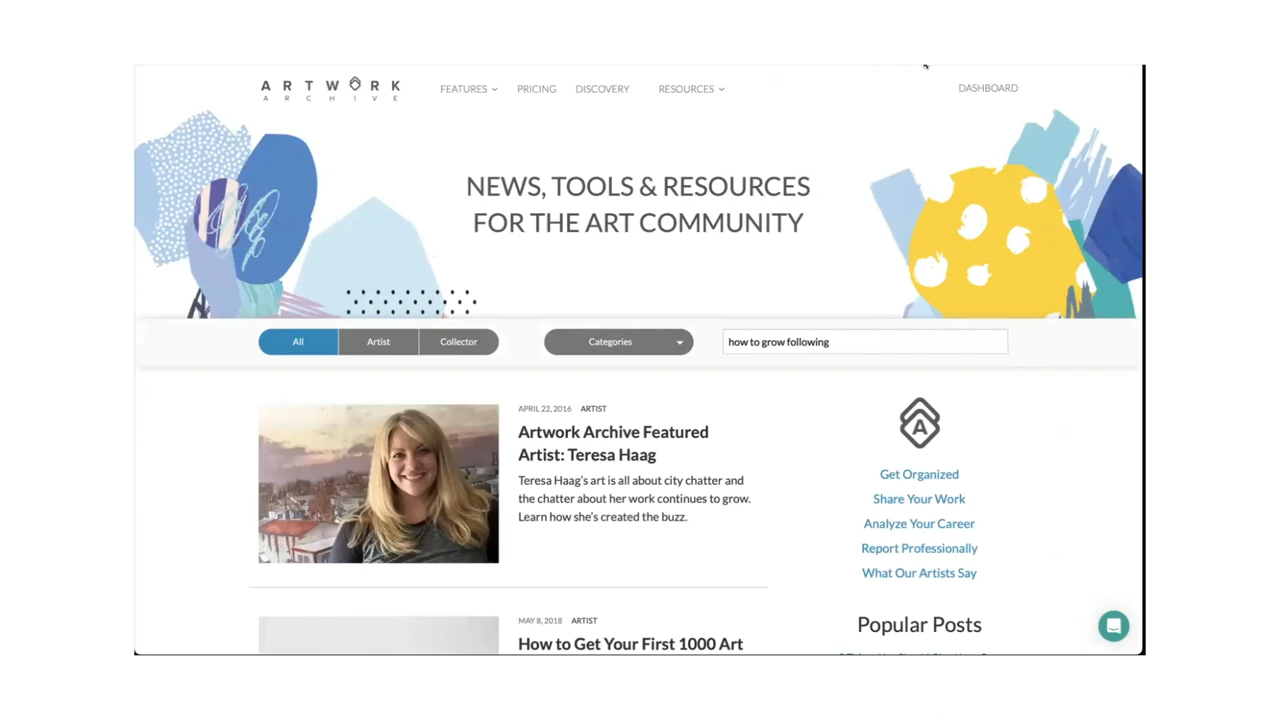 ARTWORK
ARCHIVE
FEATURES
PRICING
DISCOVERY
RESOURCES
DASHBOARD
NEWS, TOOLS & RESOURCES
FOR THE ART COMMUNITY
All
Artist
Collector
Categories
how to grow following
APRIL 22, 2016 ARTIST
Artwork Archive Featured
Artist: Teresa Haag
Teresa Haag's art is all about city chatter and
the chatter about her work continues to grow.
Learn how she's created the buzz.
MAY 8, 2018 ARTIST
How to Get Your First 1000 Art
A
Get Organized
Share Your Work
Analyze Your Career
Report Professionally
What Our Artists Say
Popular Posts